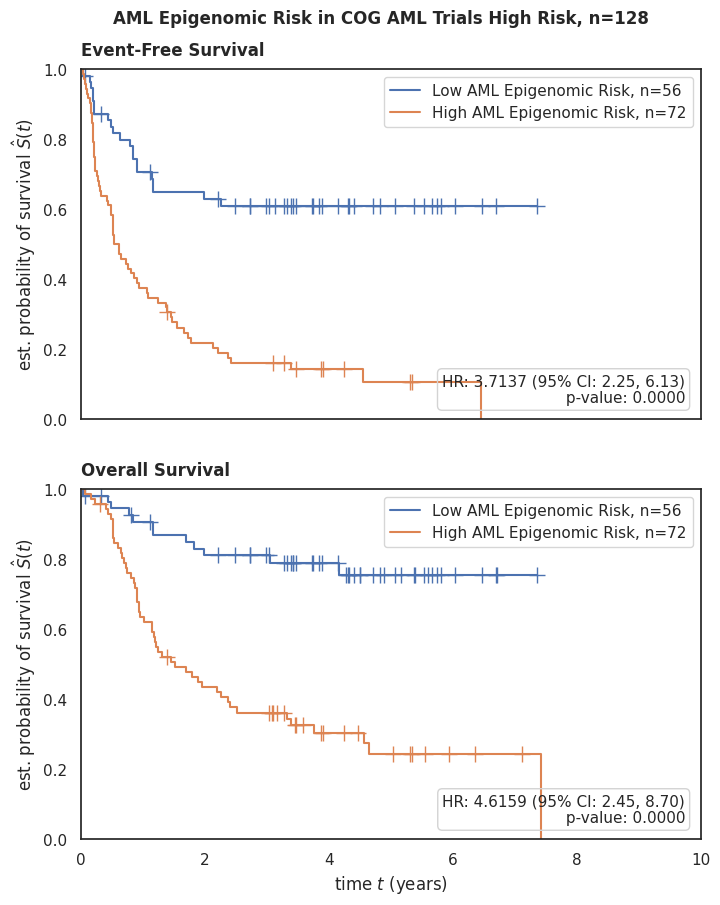 AML Epigenomic Risk in COG AML Trials High Risk, n=128
Event-Free Survival
est. probability of survival Ŝ(t)
1.0
0.8
0.6
0.4
0.2
0.0
Low AML Epigenomic Risk, n=56
High AML Epigenomic Risk, n=72
HR: 3.7137 (95% CI: 2.25, 6.13)
p-value: 0.0000
Overall Survival
est. probability of survival Ŝ(t)
1.0
0.8
0.6
0.4
0.2
0.0
Low AML Epigenomic Risk, n=56
High AML Epigenomic Risk, n=72
HR: 4.6159 (95% CI: 2.45, 8.70)
p-value: 0.0000
0 2 4 6 8 10
time t (years)